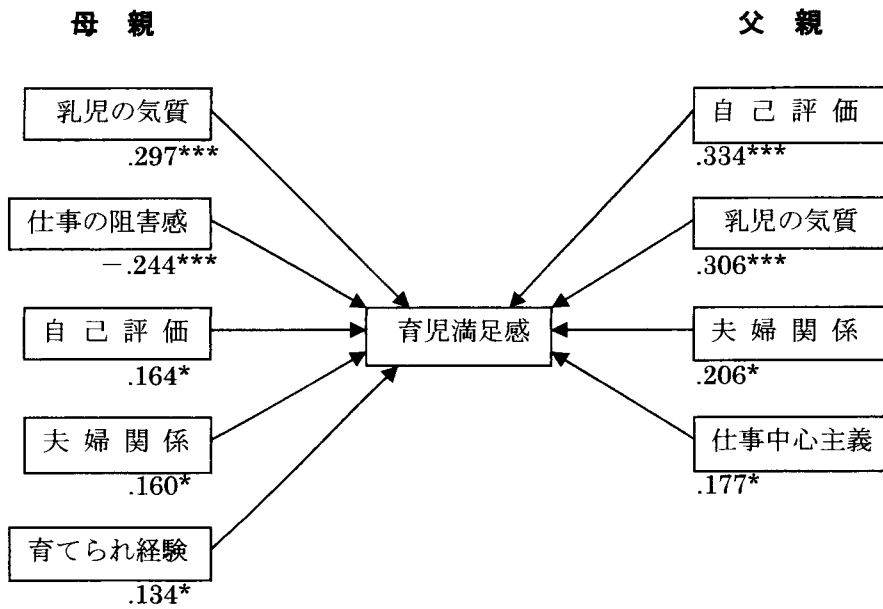 母 親
乳児の気質
.297***
仕事の阻害感
－.244***
自 己 評 価
.164*
夫 婦 関 係
.160*
育てられ経験
.134*
育児満足感
父 親
自 己 評 価
.334***
乳児の気質
.306***
夫 婦 関 係
.206*
仕事中心主義
.177*